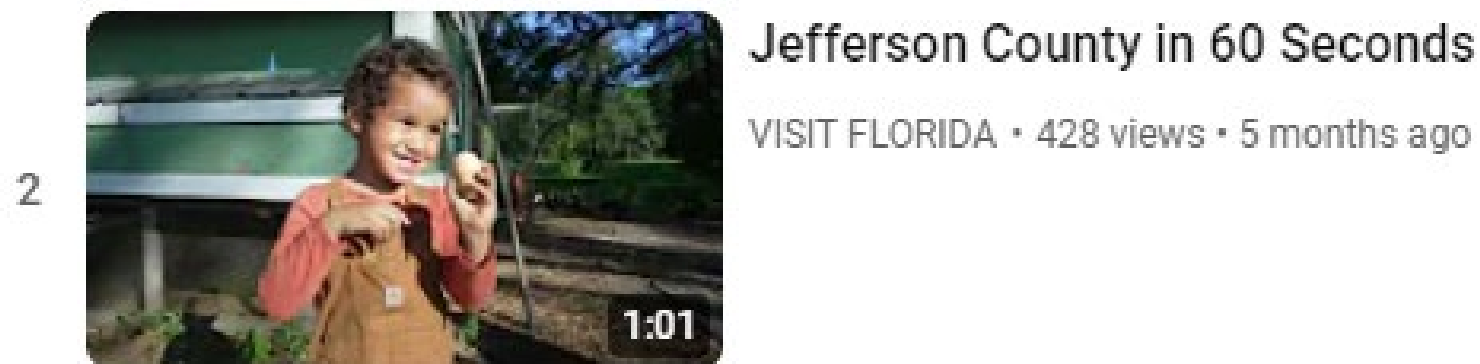 2
1:01
Jefferson County in 60 Seconds
VISIT FLORIDA • 428 views • 5 months ago